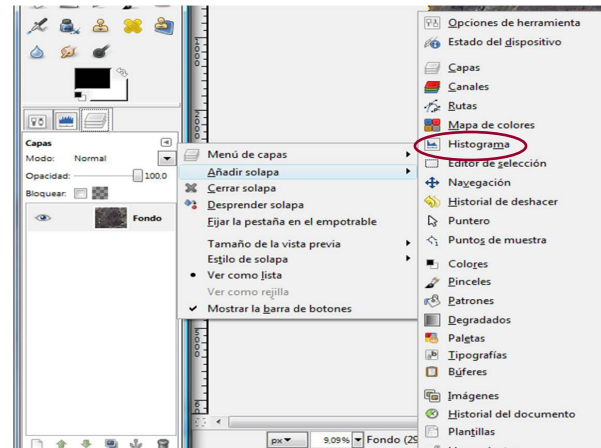 Capas
Modo: Normal
Opacidad: 100,0
Bloquear:
Fondo
Menú de capas
Añadir solapa
Cerrar solapa
Desprender solapa
Fijar la pestaña en el empotrable
Tamaño de la vista previa
Estilo de solapa
Ver como lista
Ver como rejilla
Mostrar la barra de botones
Opciones de herramienta
Estado del dispositivo
Capas
Canales
Rutas
Mapa de colores
Histograma
Editor de selección
Navegación
Historial de deshacer
Puntero
Puntos de muestra
Colores
Pinceles
Patrones
Degradados
Paletas
Tipografías
Búferes
Imágenes
Historial del documento
Plantillas
px 9,09% Fondo (29